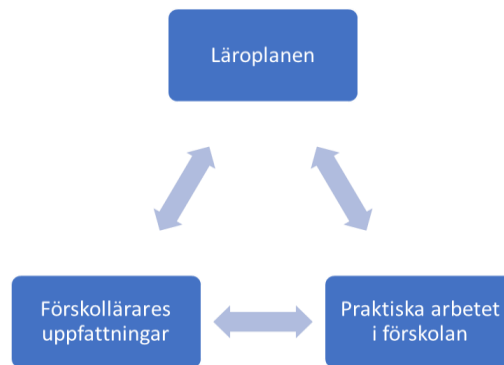 Läroplanen
Förskollärares
uppfattningar
Praktiska arbetet
i förskolan